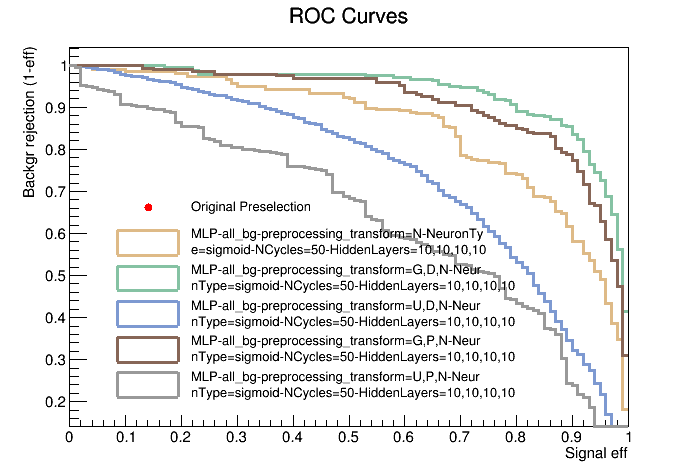 ROC Curves
Backgr rejection (1-eff)
1
0.9
0.8
0.7
0.6
0.5
0.4
0.3
0.2
Original Preselection
MLP-all_bg-preprocessing_transform=N-NeuronTy
e=sigmoid-NCycles=50-HiddenLayers=10,10,10,10
MLP-all_bg-preprocessing_transform=G,D,N-Neur
nType=sigmoid-NCycles=50-HiddenLayers=10,10,10,10
MLP-all_bg-preprocessing_transform=U,D,N-Neur
nType=sigmoid-NCycles=50-HiddenLayers=10,10,10,10
MLP-all_bg-preprocessing_transform=G,P,N-Neur
nType=sigmoid-NCycles=50-HiddenLayers=10,10,10,10
MLP-all_bg-preprocessing_transform=U,P,N-Neur
nType=sigmoid-NCycles=50-HiddenLayers=10,10,10,10
0 0.1 0.2 0.3 0.4 0.5 0.6 0.7 0.8 0.9 1
Signal eff